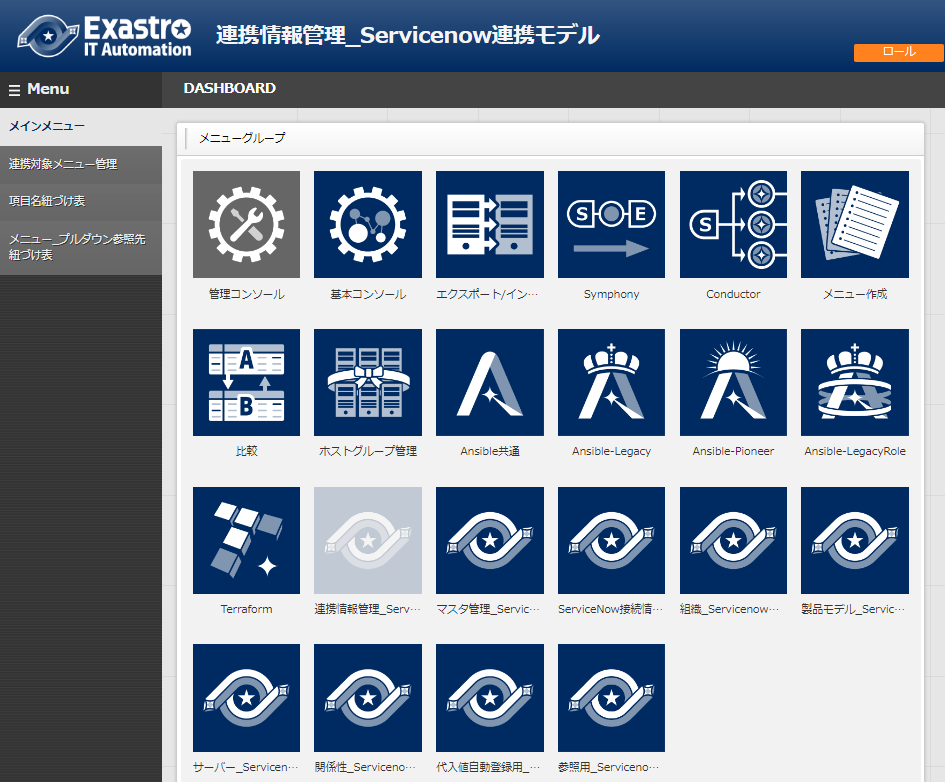 Exastro
IT Automation
連携情報管理_Servicenow連携モデル
ロール
Menu
DASHBOARD
メインメニュー
連携対象メニュー管理
項目名紐づけ表
メニュー_プルダウン参照先
紐づけ表
メニューグループ
S O E
S
管理コンソール
基本コンソール
エクスポート/イン…
Symphony
Conductor
メニュー作成
A
B
比較
ホストグループ管理
Ansible共通
Ansible-Legacy
Ansible-Pioneer
Ansible-LegacyRole
Terraform
連携情報管理_Serv…
マスタ管理_Servic…
ServiceNow接続情…
組織_Servicenow…
製品モデル_Servic…
サーバー_Servicen…
関係性_Serviceno…
代入値自動登録用_…
参照用_Serviceno…